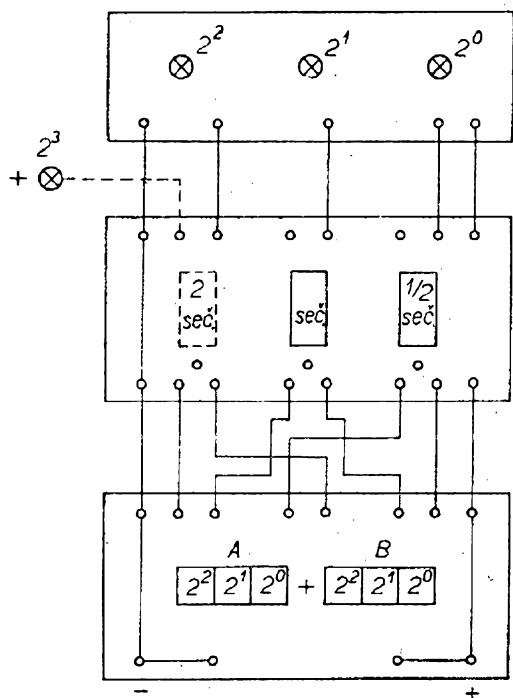 2² 2¹ 2⁰
2³
+
2 seč.
seč.
1/2 seč.
A B
2² 2¹ 2⁰ + 2² 2¹ 2⁰
- +